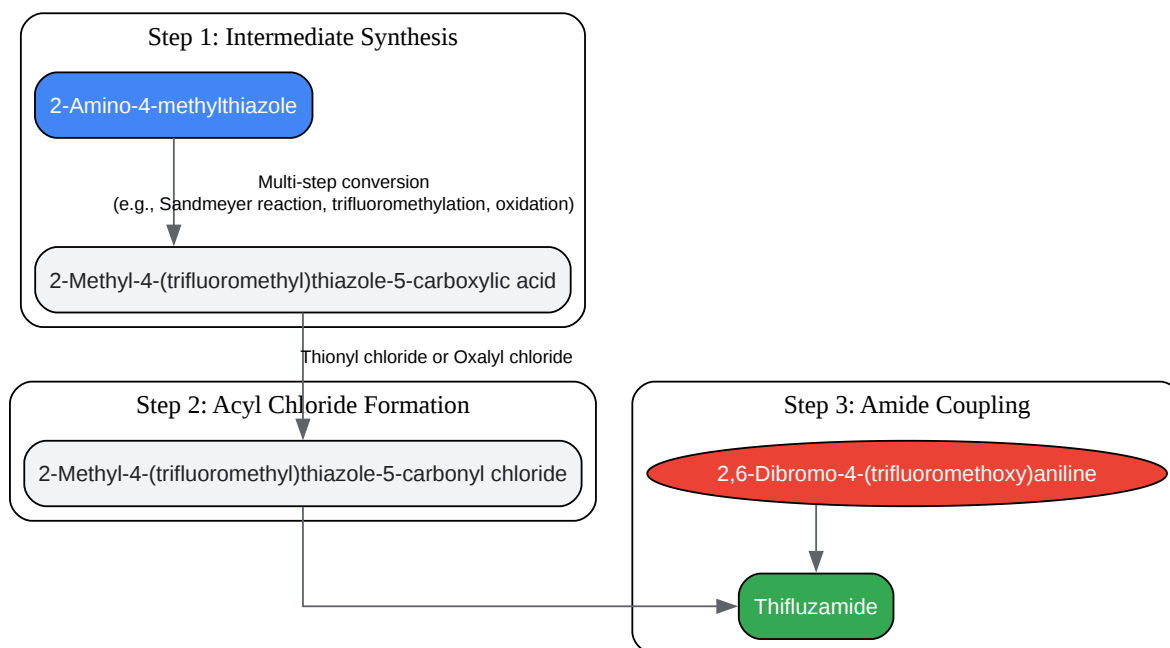 Step 1: Intermediate Synthesis
2-Amino-4-methylthiazole
Multi-step conversion
(e.g., Sandmeyer reaction, trifluoromethylation, oxidation)
2-Methyl-4-(trifluoromethyl)thiazole-5-carboxylic acid
Thionyl chloride or Oxalyl chloride
Step 2: Acyl Chloride Formation
2-Methyl-4-(trifluoromethyl)thiazole-5-carbonyl chloride
Step 3: Amide Coupling
2,6-Dibromo-4-(trifluoromethoxy)aniline
Thifluzamide